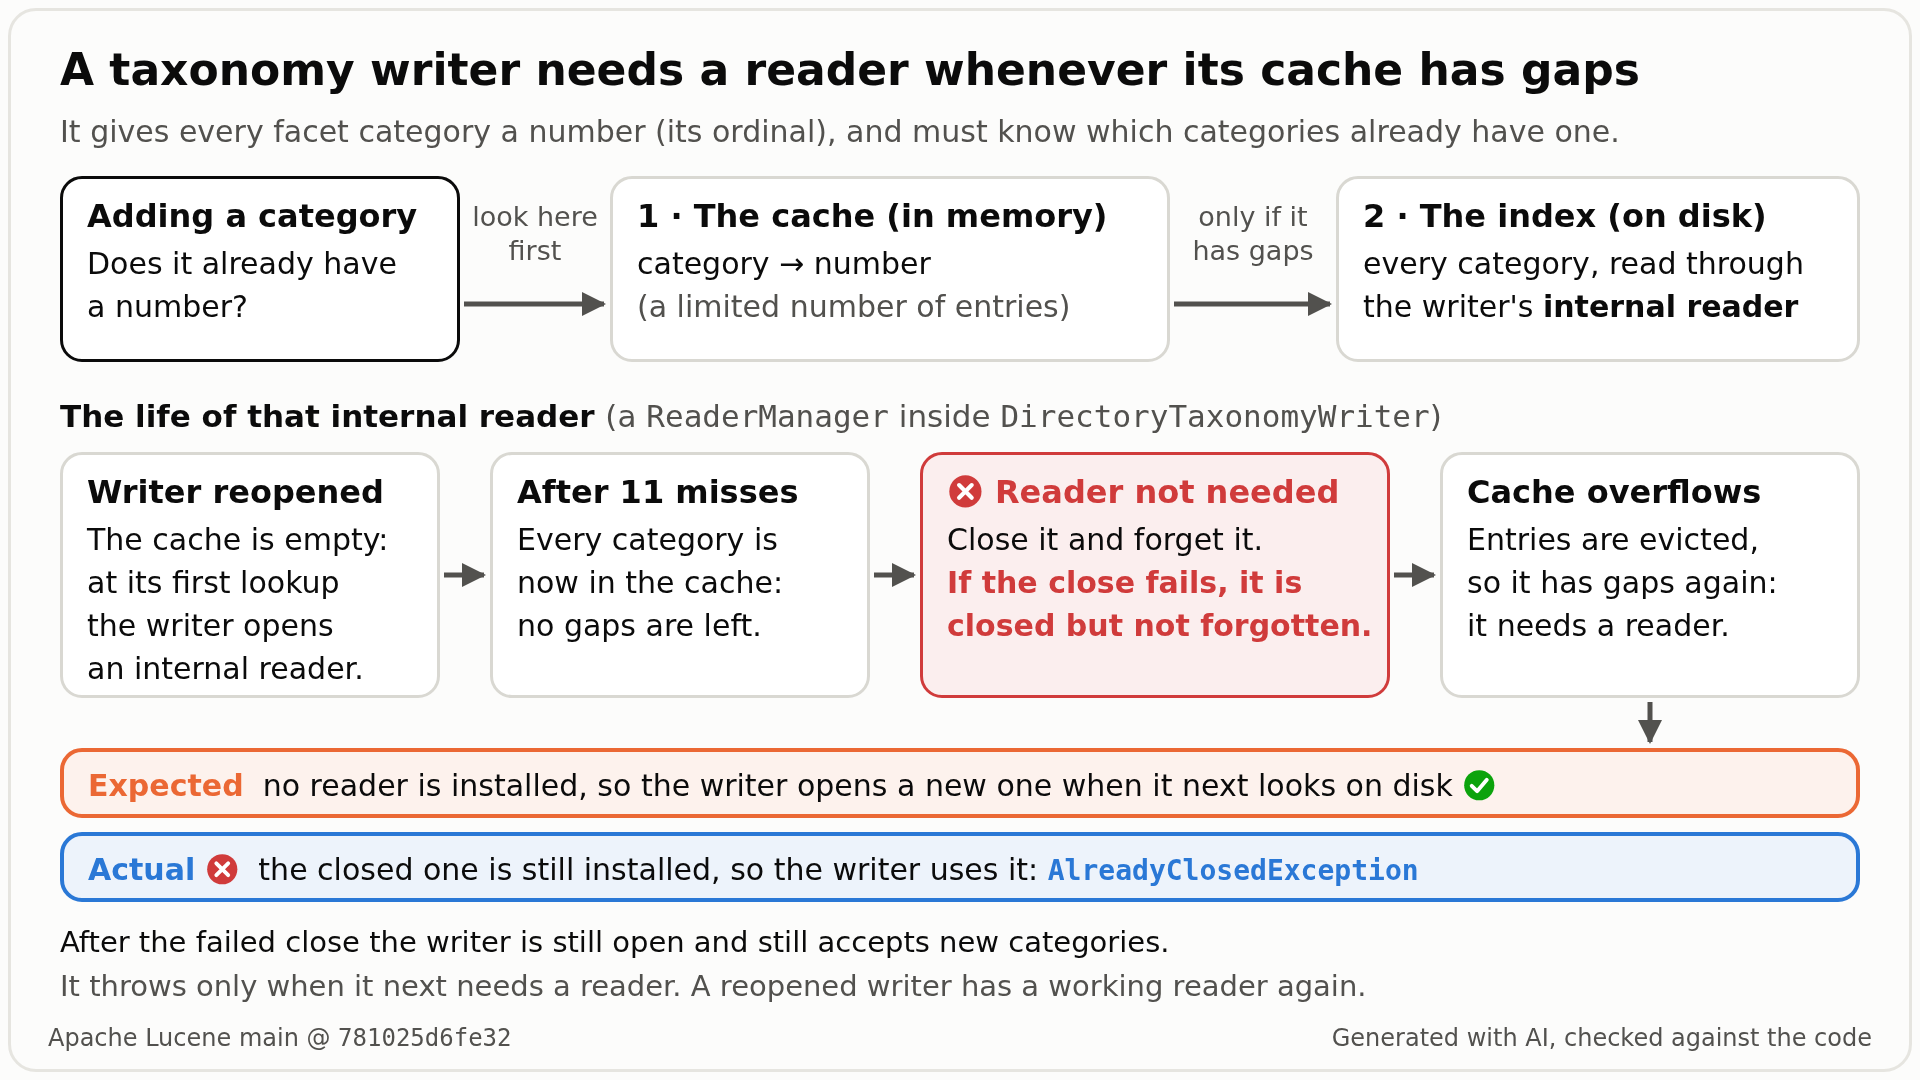 A taxonomy writer needs a reader whenever its cache has gaps
It gives every facet category a number (its ordinal), and must know which categories already have one.
Adding a category
Does it already have
a number?
look here
first
1 · The cache (in memory)
category → number
(a limited number of entries)
only if it
has gaps
2 · The index (on disk)
every category, read through
the writer's internal reader
The life of that internal reader (a ReaderManager inside DirectoryTaxonomyWriter)
Writer reopened
The cache is empty:
at its first lookup
the writer opens
an internal reader.
After 11 misses
Every category is
now in the cache:
no gaps are left.
Reader not needed
Close it and forget it.
If the close fails, it is
closed but not forgotten.
Cache overflows
Entries are evicted,
so it has gaps again:
it needs a reader.
Expected no reader is installed, so the writer opens a new one when it next looks on disk
Actual the closed one is still installed, so the writer uses it: AlreadyClosedException
After the failed close the writer is still open and still accepts new categories.
It throws only when it next needs a reader. A reopened writer has a working reader again.
Apache Lucene main @ 781025d6fe32
Generated with AI, checked against the code